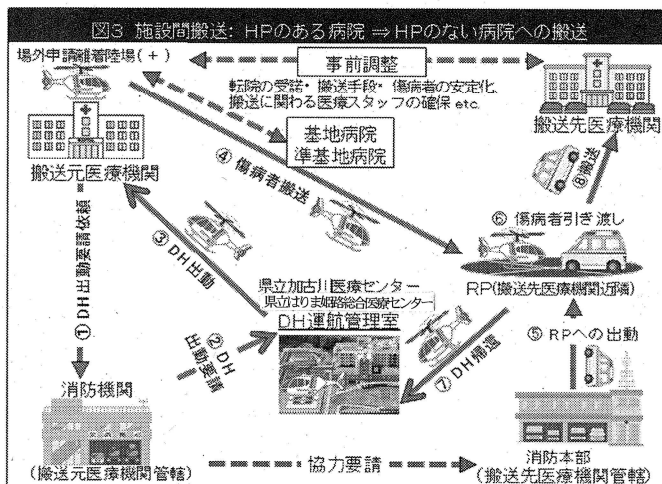 図3 施設間搬送: HPのある病院 ⇒ HPのない病院への搬送
場外申請離着陸場(+)
事前調整
転院の受諾・搬送手段・傷病者の安定化、
搬送に関わる医療スタッフの確保 etc.
基地病院
準基地病院
搬送元医療機関
搬送先医療機関
④ 傷病者搬送
⑧ 搬送
③ DH出動
① DH出動要請依頼
⑥ 傷病者引き渡し
RP(搬送先医療機関近隣)
県立加古川医療センター
県立はりま姫路総合医療センター
DH運航管理室
② DH
出動要請
⑦ DH帰還
⑤ RPへの出動
消防機関
(搬送元医療機関管轄)
協力要請
消防本部
(搬送先医療機関管轄)